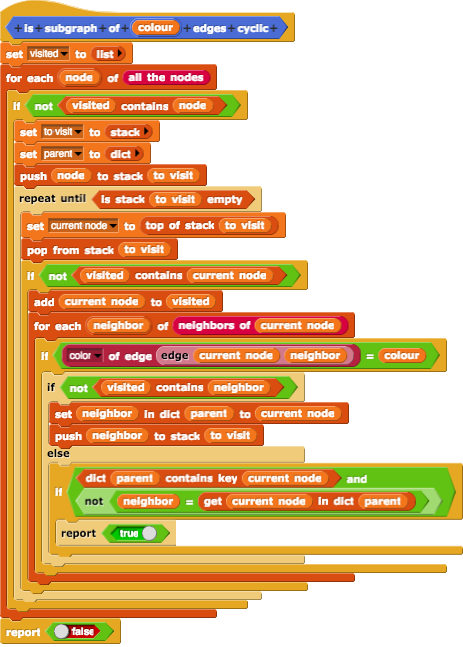 + is + subgraph + of + colour + edges + cyclic +
set visited to list
for each node of all the nodes
if not visited contains node
set to visit to stack
set parent to dict
push node to stack to visit
repeat until is stack to visit empty
set current node to top of stack to visit
pop from stack to visit
if not visited contains current node
add current node to visited
for each neighbor of neighbors of current node
if color of edge edge current node neighbor = colour
if not visited contains neighbor
set neighbor in dict parent to current node
push neighbor to stack to visit
else
if dict parent contains key current node and
not neighbor = get current node in dict parent
report true
report false